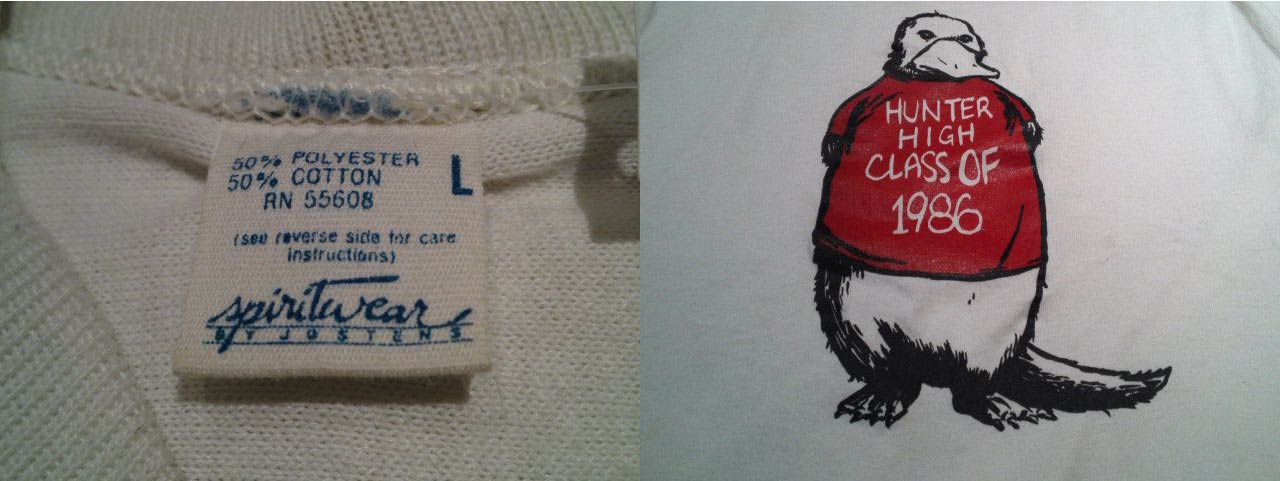 50% POLYESTER
50% COTTON
L
RN 55608
(see reverse side for care
instructions)
spiritwear
BY JOSTENS
HUNTER
HIGH
CLASS OF
1986